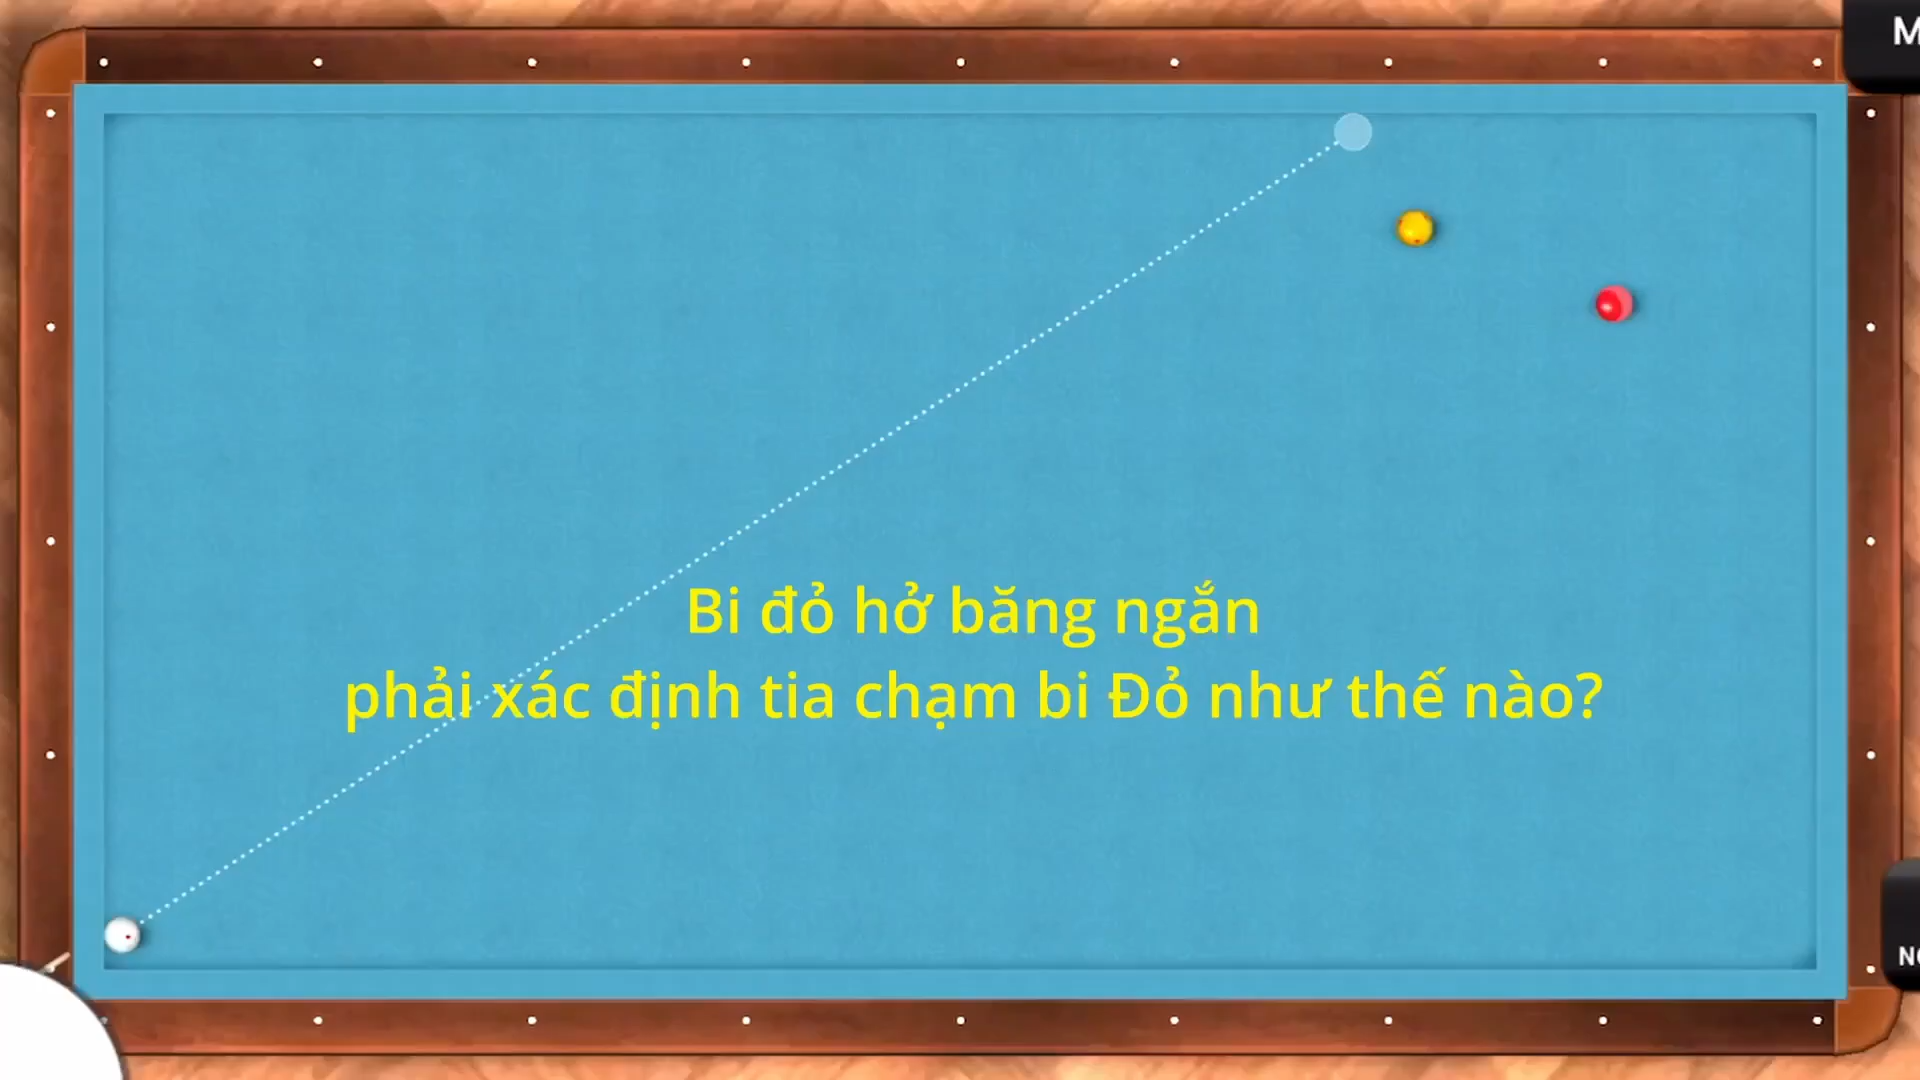 M
Bi đỏ hở băng ngắn
phải xác định tia chạm bi Đỏ như thế nào?